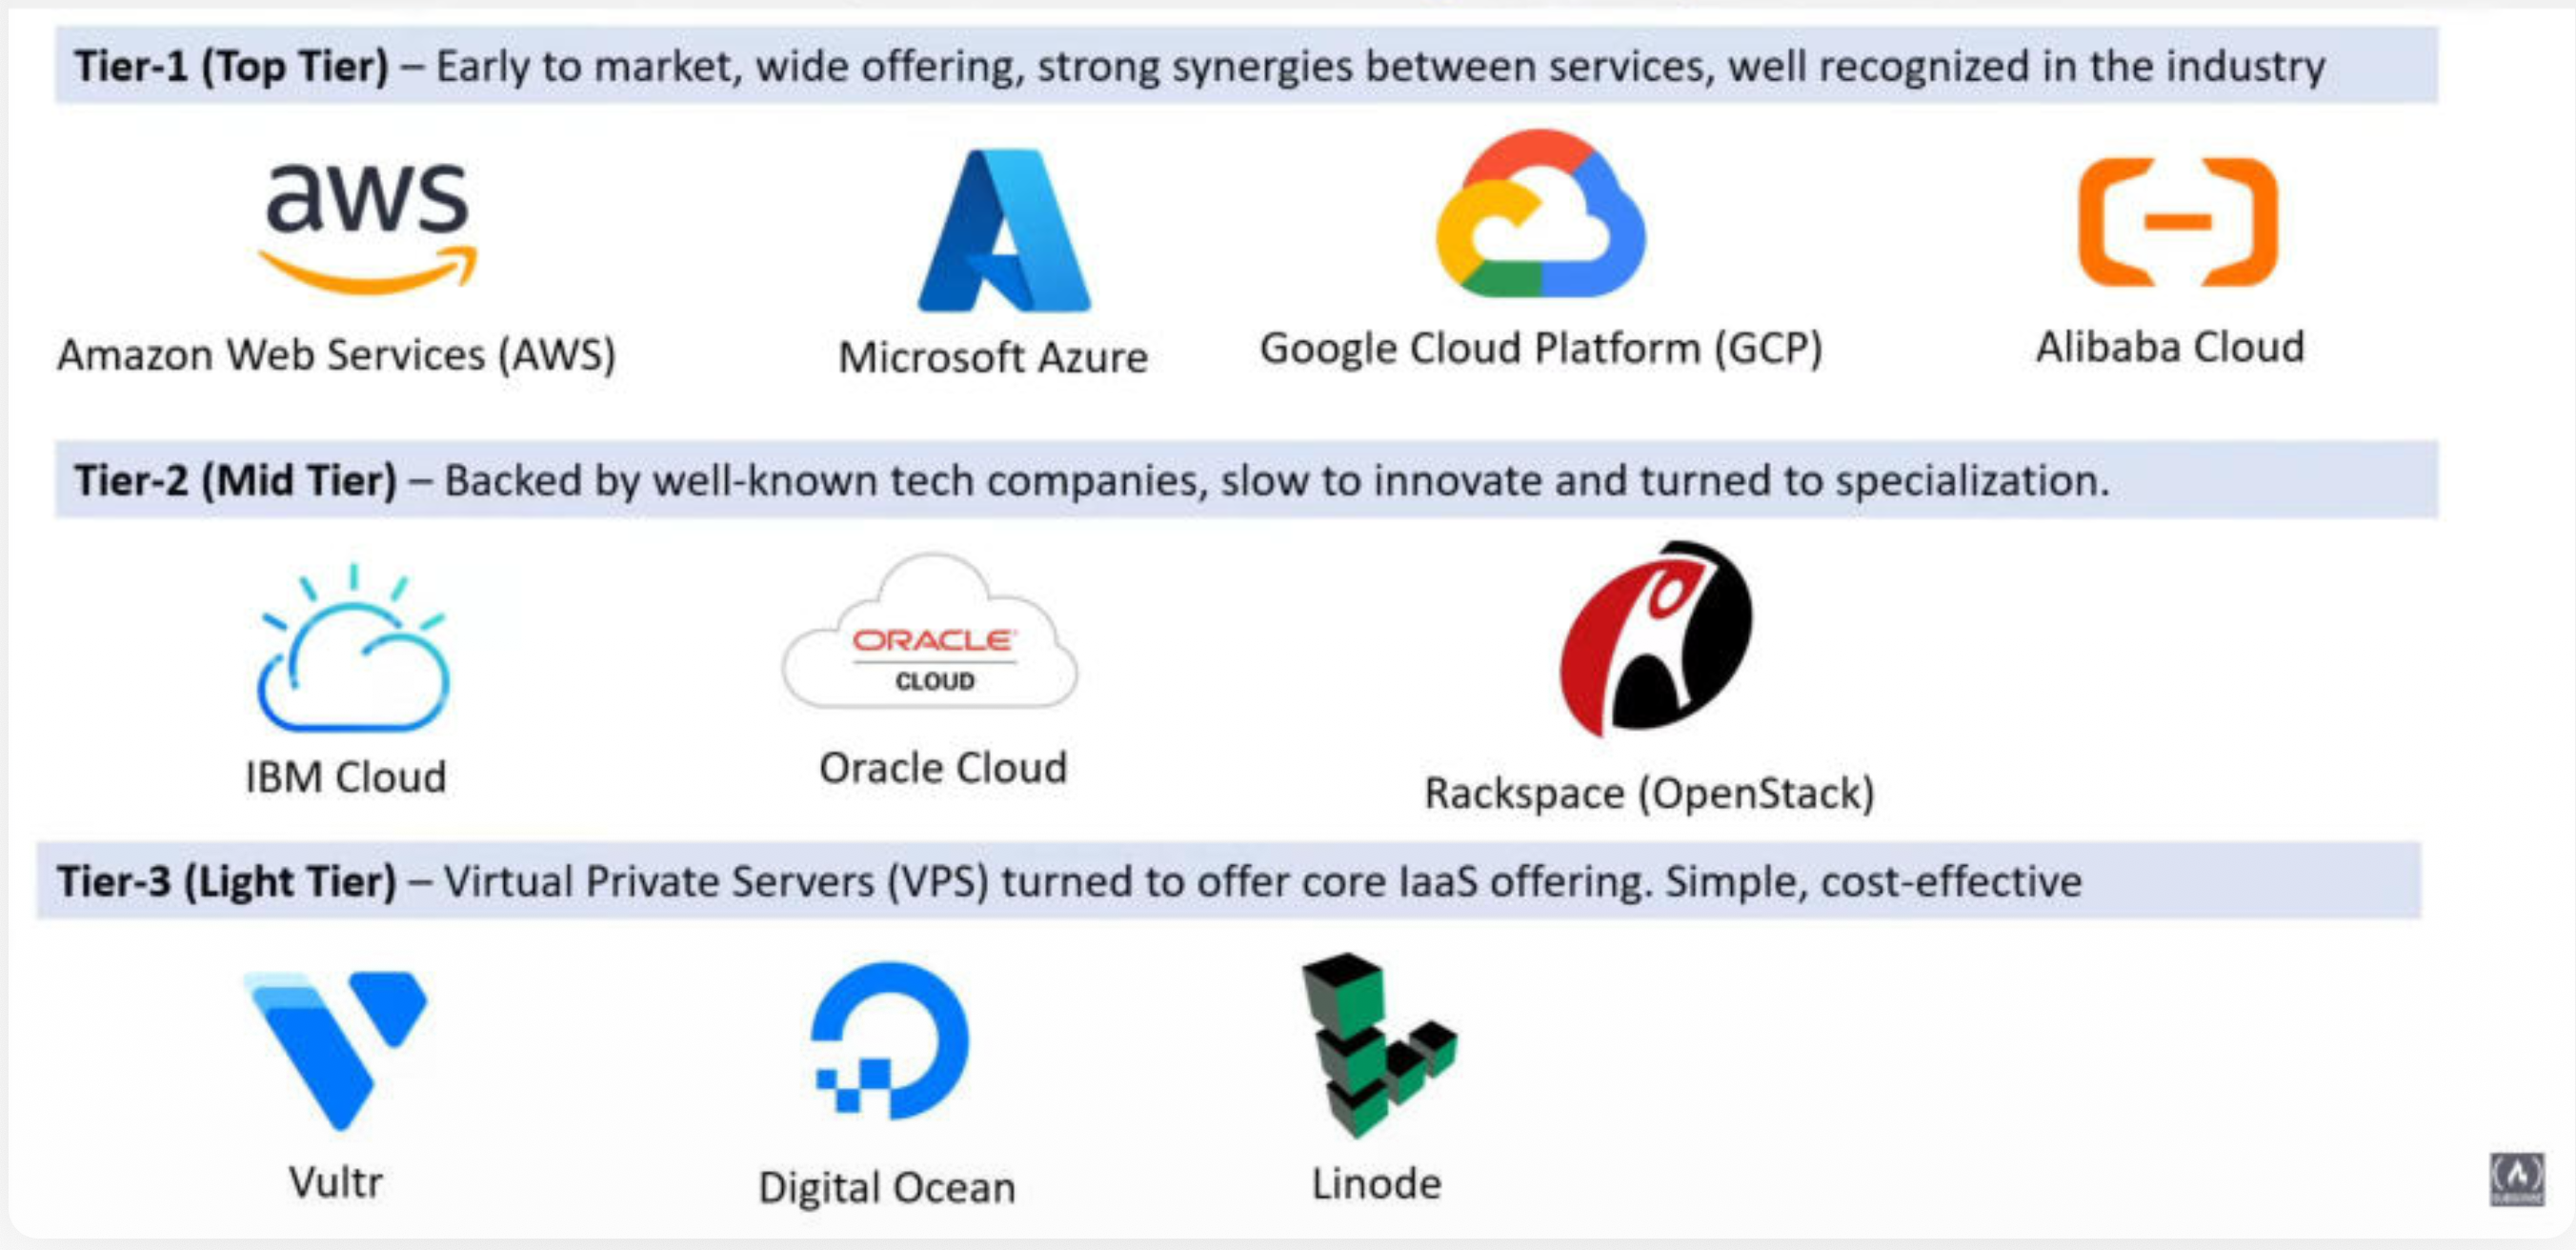 Tier-1 (Top Tier) – Early to market, wide offering, strong synergies between services, well recognized in the industry
aws
Amazon Web Services (AWS)
Microsoft Azure
Google Cloud Platform (GCP)
Alibaba Cloud
Tier-2 (Mid Tier) – Backed by well-known tech companies, slow to innovate and turned to specialization.
ORACLE
CLOUD
IBM Cloud
Oracle Cloud
Rackspace (OpenStack)
Tier-3 (Light Tier) – Virtual Private Servers (VPS) turned to offer core IaaS offering. Simple, cost-effective
Vultr
Digital Ocean
Linode
SUBSCRIBE